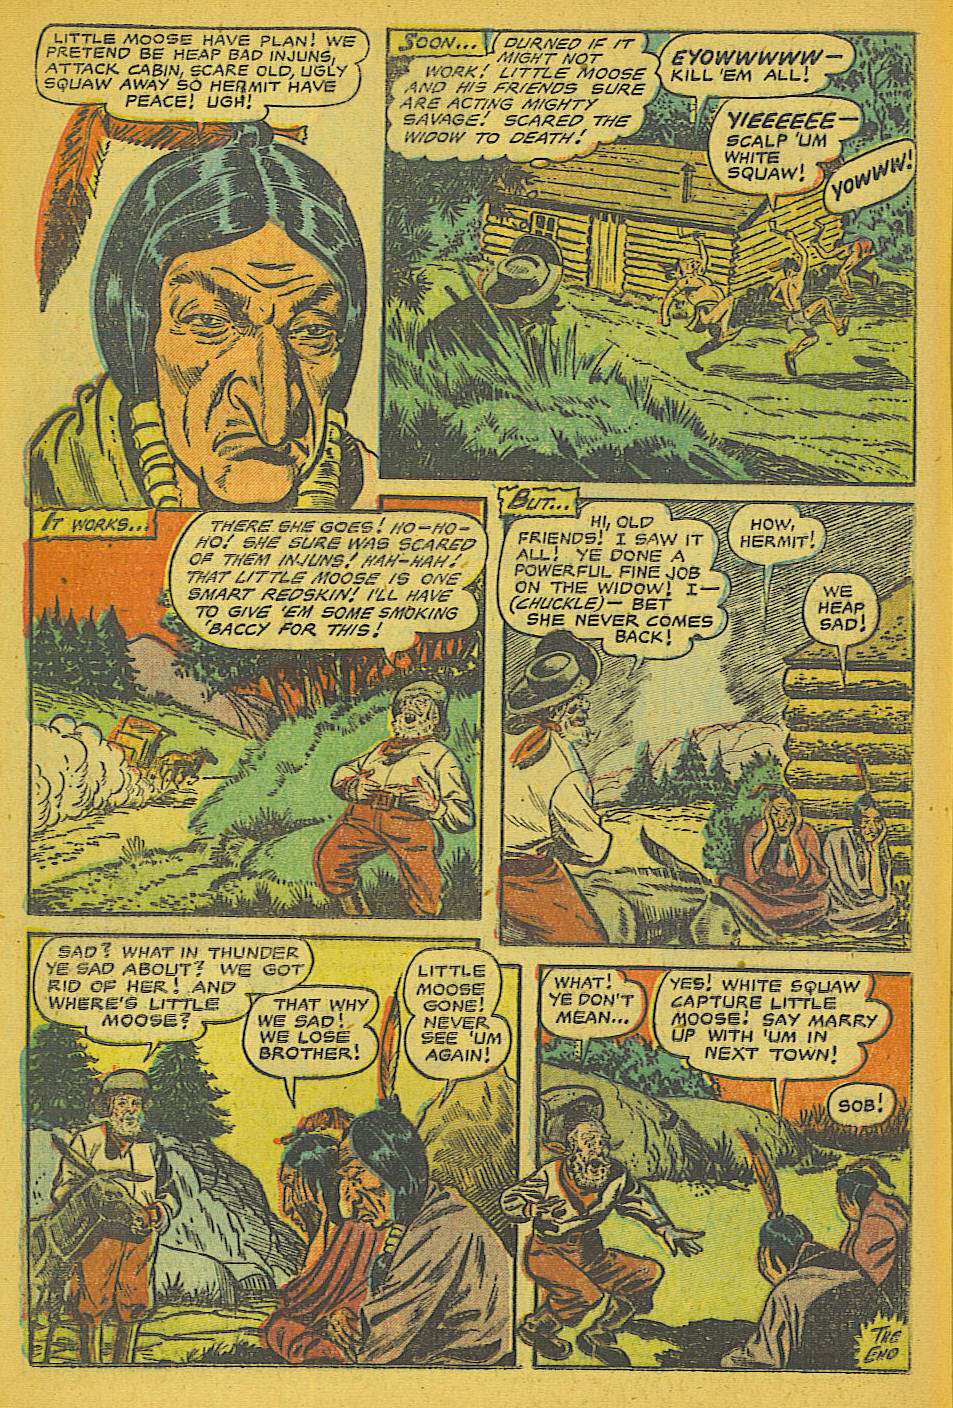 LITTLE MOOSE HAVE PLAN! WE
PRETEND BE HEAP BAD INJUNS,
ATTACK CABIN, SCARE OLD, UGLY
SQUAW AWAY SO HERMIT HAVE
PEACE! UGH!
SOON...
DURNED IF IT
MIGHT NOT
WORK! LITTLE MOOSE
AND HIS FRIENDS SURE
ARE ACTING MIGHTY
SAVAGE! SCARED THE
WIDOW TO DEATH!
EYOWWWWW—
KILL 'EM ALL!
YIEEEEEE—
SCALP 'UM
WHITE
SQUAW!
YOWWW!
IT WORKS...
THERE SHE GOES! HO-HO-
HO! SHE SURE WAS SCARED
OF THEM INJUNS! HAH-HAH!
THAT LITTLE MOOSE IS ONE
SMART REDSKIN! I'LL HAVE
TO GIVE 'EM SOME SMOKING
'BACCY FOR THIS!
BUT...
HI, OLD
FRIENDS! I SAW IT
ALL! YE DONE A
POWERFUL FINE JOB
ON THE WIDOW! I—
(CHUCKLE)— BET
SHE NEVER COMES
BACK!
HOW,
HERMIT!
WE
HEAP
SAD!
SAD? WHAT IN THUNDER
YE SAD ABOUT? WE GOT
RID OF HER! AND
WHERE'S LITTLE
MOOSE?
THAT WHY
WE SAD!
WE LOSE
BROTHER!
LITTLE
MOOSE
GONE!
NEVER
SEE 'UM
AGAIN!
WHAT!
YE DON'T
MEAN...
YES! WHITE SQUAW
CAPTURE LITTLE
MOOSE! SAY MARRY
UP WITH 'UM IN
NEXT TOWN!
SOB!
THE
END